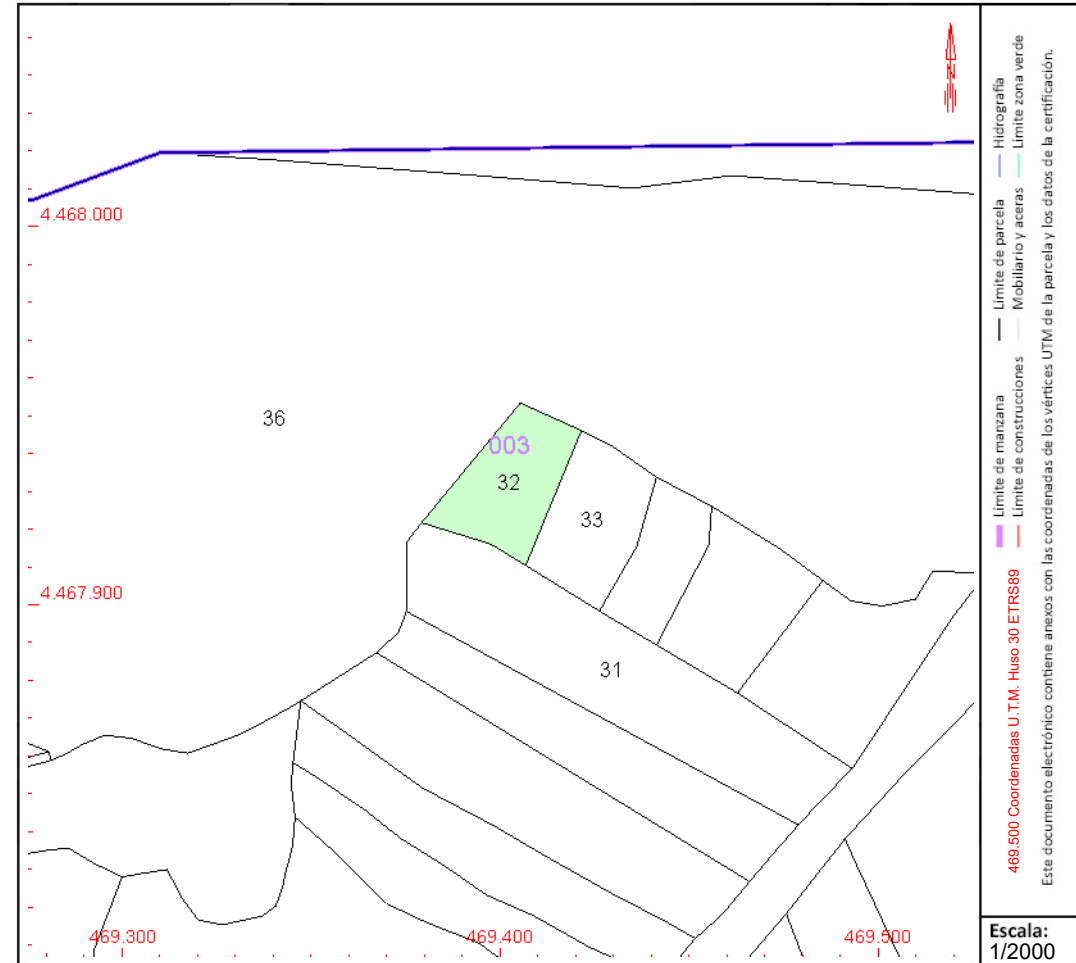 N
4.468.000
36
003
32
33
4.467.900
31
469.300
469.400
469.500
469.500 Coordenadas U.T.M. Huso 30 ETRS89
Límite de manzana
Límite de construcciones
Límite de parcela
Mobiliario y aceras
Hidrografía
Límite zona verde
Este documento electrónico contiene anexos con las coordenadas de los vértices UTM de la parcela y los datos de la certificación.
Escala:
1/2000